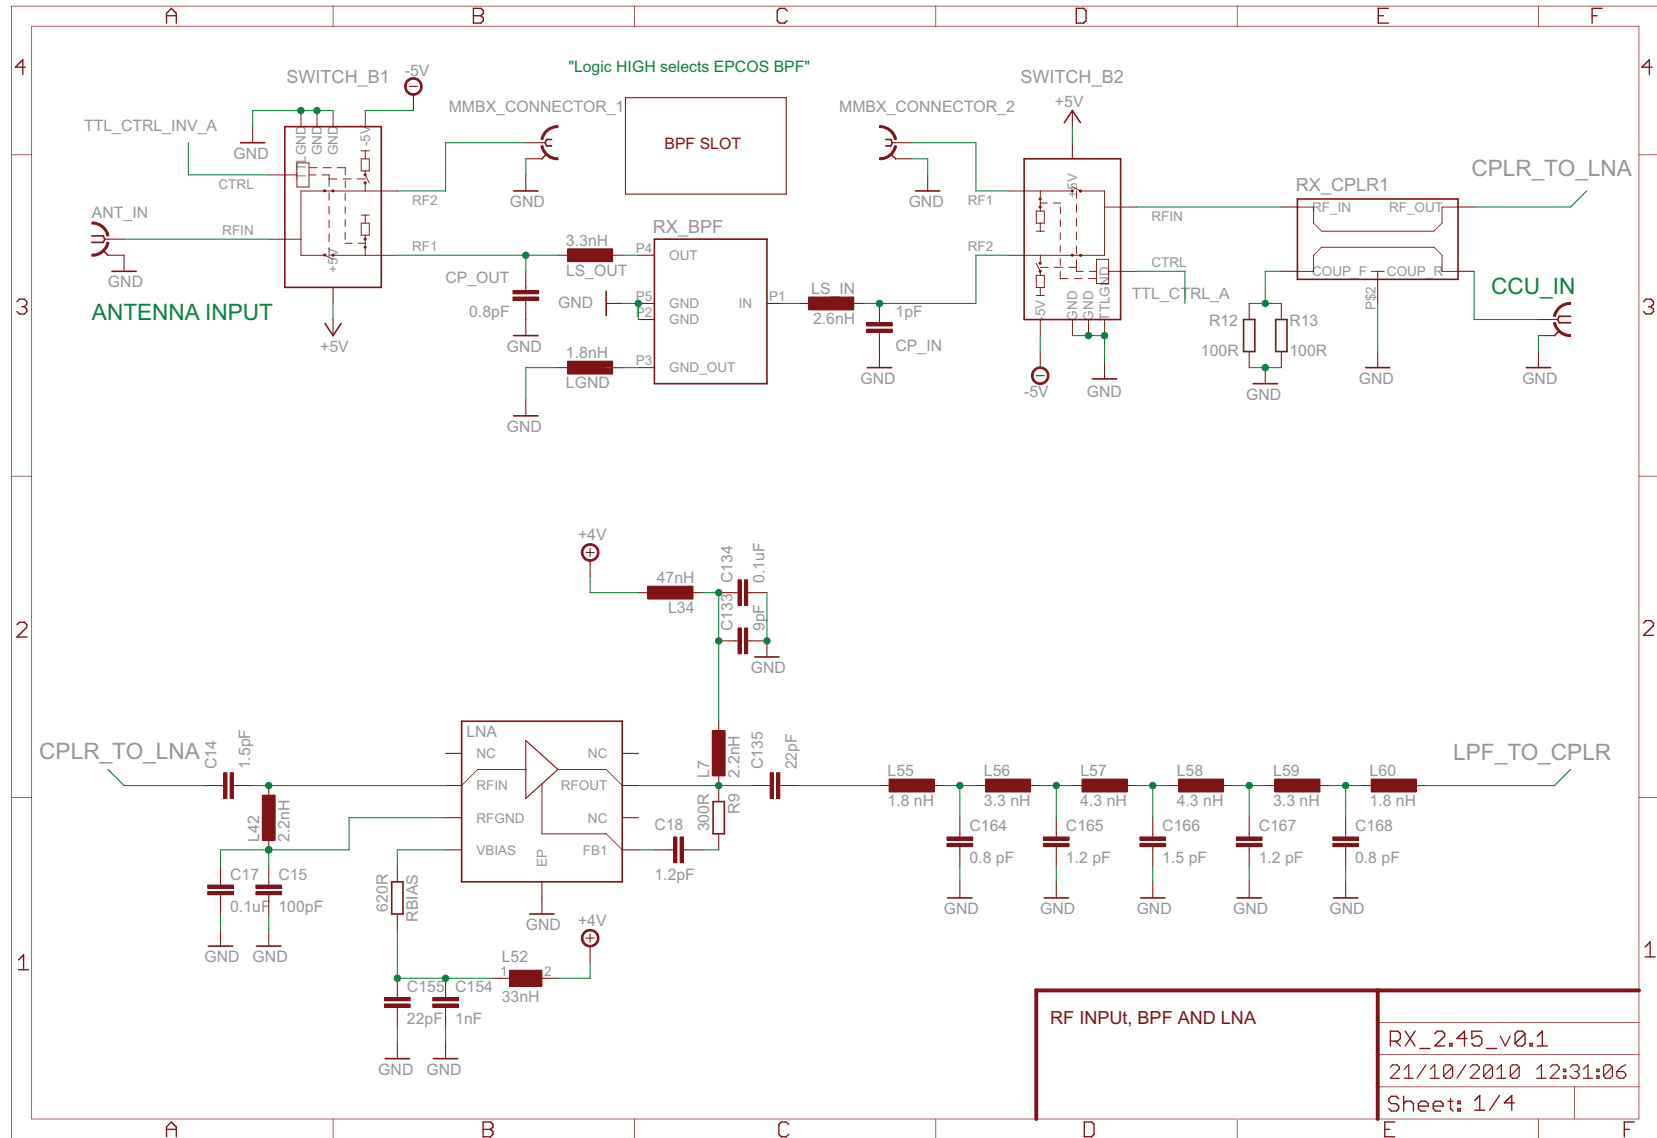 A B C D E F
4 4
SWITCH_B1
-5V
"Logic HIGH selects EPCOS BPF"
SWITCH_B2
+5V
MMBX_CONNECTOR_1
MMBX_CONNECTOR_2
TTL_CTRL_INV_A
GND
TTLGND
GND
GND
-5V
BPF SLOT
CTRL
RF2
GND
GND
RF1
+5V
RFIN
CPLR_TO_LNA
RX_CPLR1
RF_IN RF_OUT
ANT_IN
RFIN
GND
+5V
RF1
3.3nH
LS_OUT
RX_BPF
P4 OUT
RF2
CTRL
COUP_F COUP_R
P$2
CCU_IN
ANTENNA INPUT
+5V
CP_OUT
0.8pF
GND
GND
P5 GND
P2 GND
IN P1
LS_IN
2.6nH
1pF
CP_IN
GND
-5V
GND
GND
TTLGND
TTL_CTRL_A
R12
100R
R13
100R
3 3
1.8nH
LGND
P3 GND_OUT
GND
-5V
GND
GND
GND
GND
+4V
47nH
L34
C134
0.1uF
C133
9pF
GND
2 2
CPLR_TO_LNA
C14
1.5pF
LNA
NC NC
RFIN RFOUT
RFGND NC
VBIAS FB1
EP
GND
L7
2.2nH
C135
22pF
300R
R9
C18
1.2pF
L42
2.2nH
C17
0.1uF
C15
100pF
GND GND
620R
RBIAS
+4V
L52
1 2
33nH
C155
22pF
C154
1nF
GND GND
L55
1.8 nH
L56
3.3 nH
L57
4.3 nH
L58
4.3 nH
L59
3.3 nH
L60
1.8 nH
LPF_TO_CPLR
C164
0.8 pF
C165
1.2 pF
C166
1.5 pF
C167
1.2 pF
C168
0.8 pF
GND GND GND GND GND
1 1
RF INPUt, BPF AND LNA
RX_2.45_v0.1
21/10/2010 12:31:06
Sheet: 1/4
A B C D E F